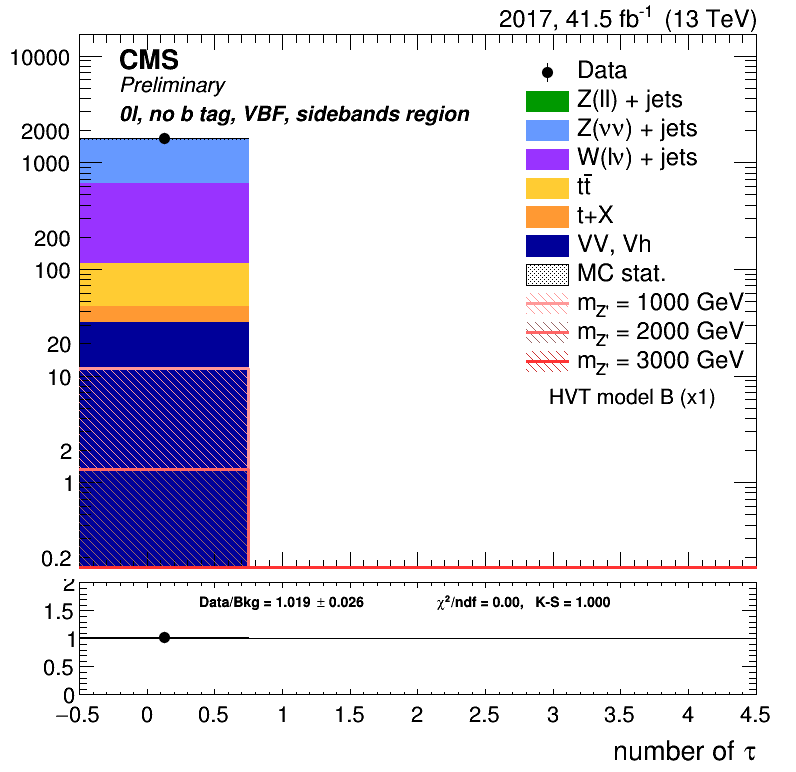 2017, 41.5 fb⁻¹ (13 TeV)
CMS
Preliminary
0l, no b tag, VBF, sidebands region
Data
Z(ll) + jets
Z(νν) + jets
W(lν) + jets
tt̄
t+X
VV, Vh
MC stat.
m_Z' = 1000 GeV
m_Z' = 2000 GeV
m_Z' = 3000 GeV
HVT model B (x1)
10000
2000
1000
200
100
20
10
2
1
0.2
Data/Bkg = 1.019 ± 0.026 χ²/ndf = 0.00, K-S = 1.000
2
1.5
1
0.5
0
−0.5 0 0.5 1 1.5 2 2.5 3 3.5 4 4.5
number of τ